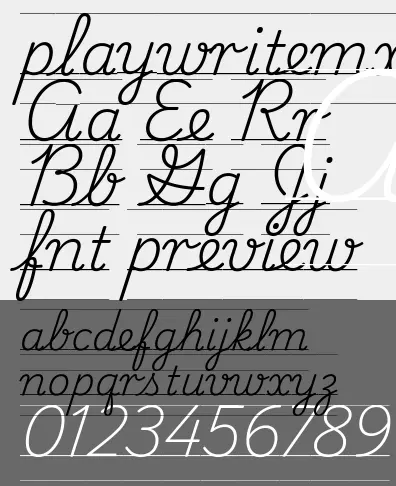 playwritemx
Aa Ee Rr
Bb Gg Jj
fnt preview
abcdefghijklm
nopqrstuvwxyz
0123456789